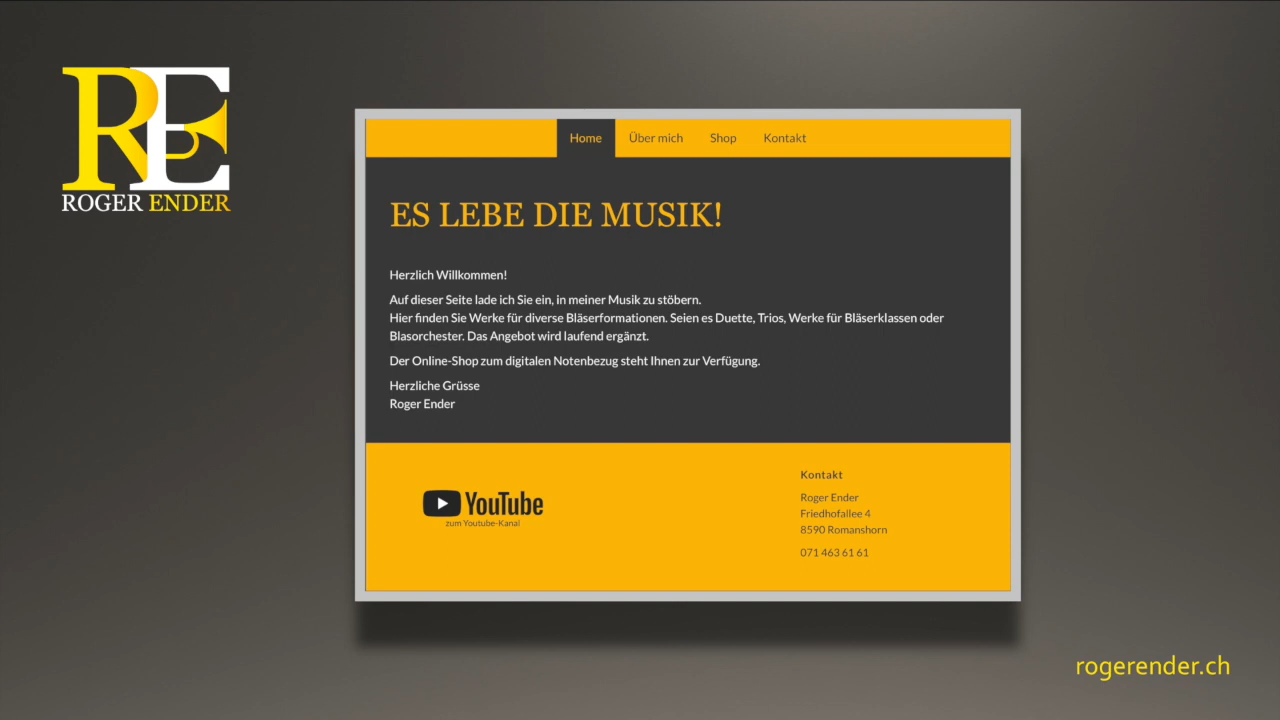 RE
ROGER ENDER
Home Über mich Shop Kontakt
ES LEBE DIE MUSIK!
Herzlich Willkommen!
Auf dieser Seite lade ich Sie ein, in meiner Musik zu stöbern.
Hier finden Sie Werke für diverse Bläserformationen. Seien es Duette, Trios, Werke für Bläserklassen oder
Blasorchester. Das Angebot wird laufend ergänzt.
Der Online-Shop zum digitalen Notenbezug steht Ihnen zur Verfügung.
Herzliche Grüsse
Roger Ender
YouTube
zum Youtube-Kanal
Kontakt
Roger Ender
Friedhofallee 4
8590 Romanshorn
071 463 61 61
rogerender.ch